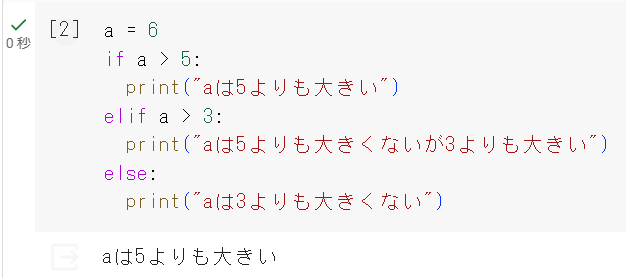 [2] a = 6
0 秒
if a > 5:
  print("aは5よりも大きい")
elif a > 3:
  print("aは5よりも大きくないが3よりも大きい")
else:
  print("aは3よりも大きくない")
aは5よりも大きい